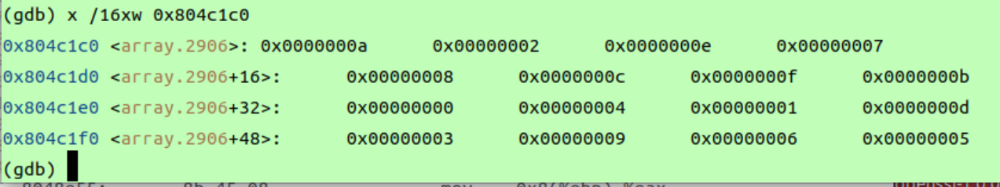 (gdb) x /16xw 0x804c1c0
0x804c1c0 <array.2906>: 0x0000000a 0x00000002 0x0000000e 0x00000007
0x804c1d0 <array.2906+16>: 0x00000008 0x0000000c 0x0000000f 0x0000000b
0x804c1e0 <array.2906+32>: 0x00000000 0x00000004 0x00000001 0x0000000d
0x804c1f0 <array.2906+48>: 0x00000003 0x00000009 0x00000006 0x00000005
(gdb)